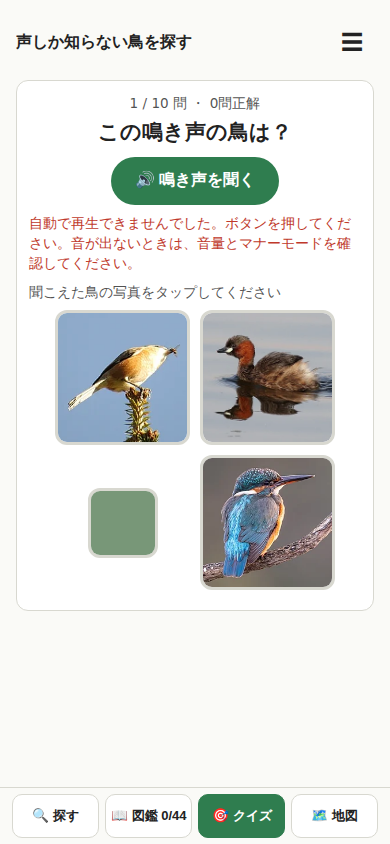 声しか知らない鳥を探す
1 / 10 問 ・ 0問正解
この鳴き声の鳥は？
🔊 鳴き声を聞く
自動で再生できませんでした。ボタンを押してくだ
さい。音が出ないときは、音量とマナーモードを確
認してください。
聞こえた鳥の写真をタップしてください
🔍 探す
📖 図鑑 0/44
🎯 クイズ
🗺️ 地図